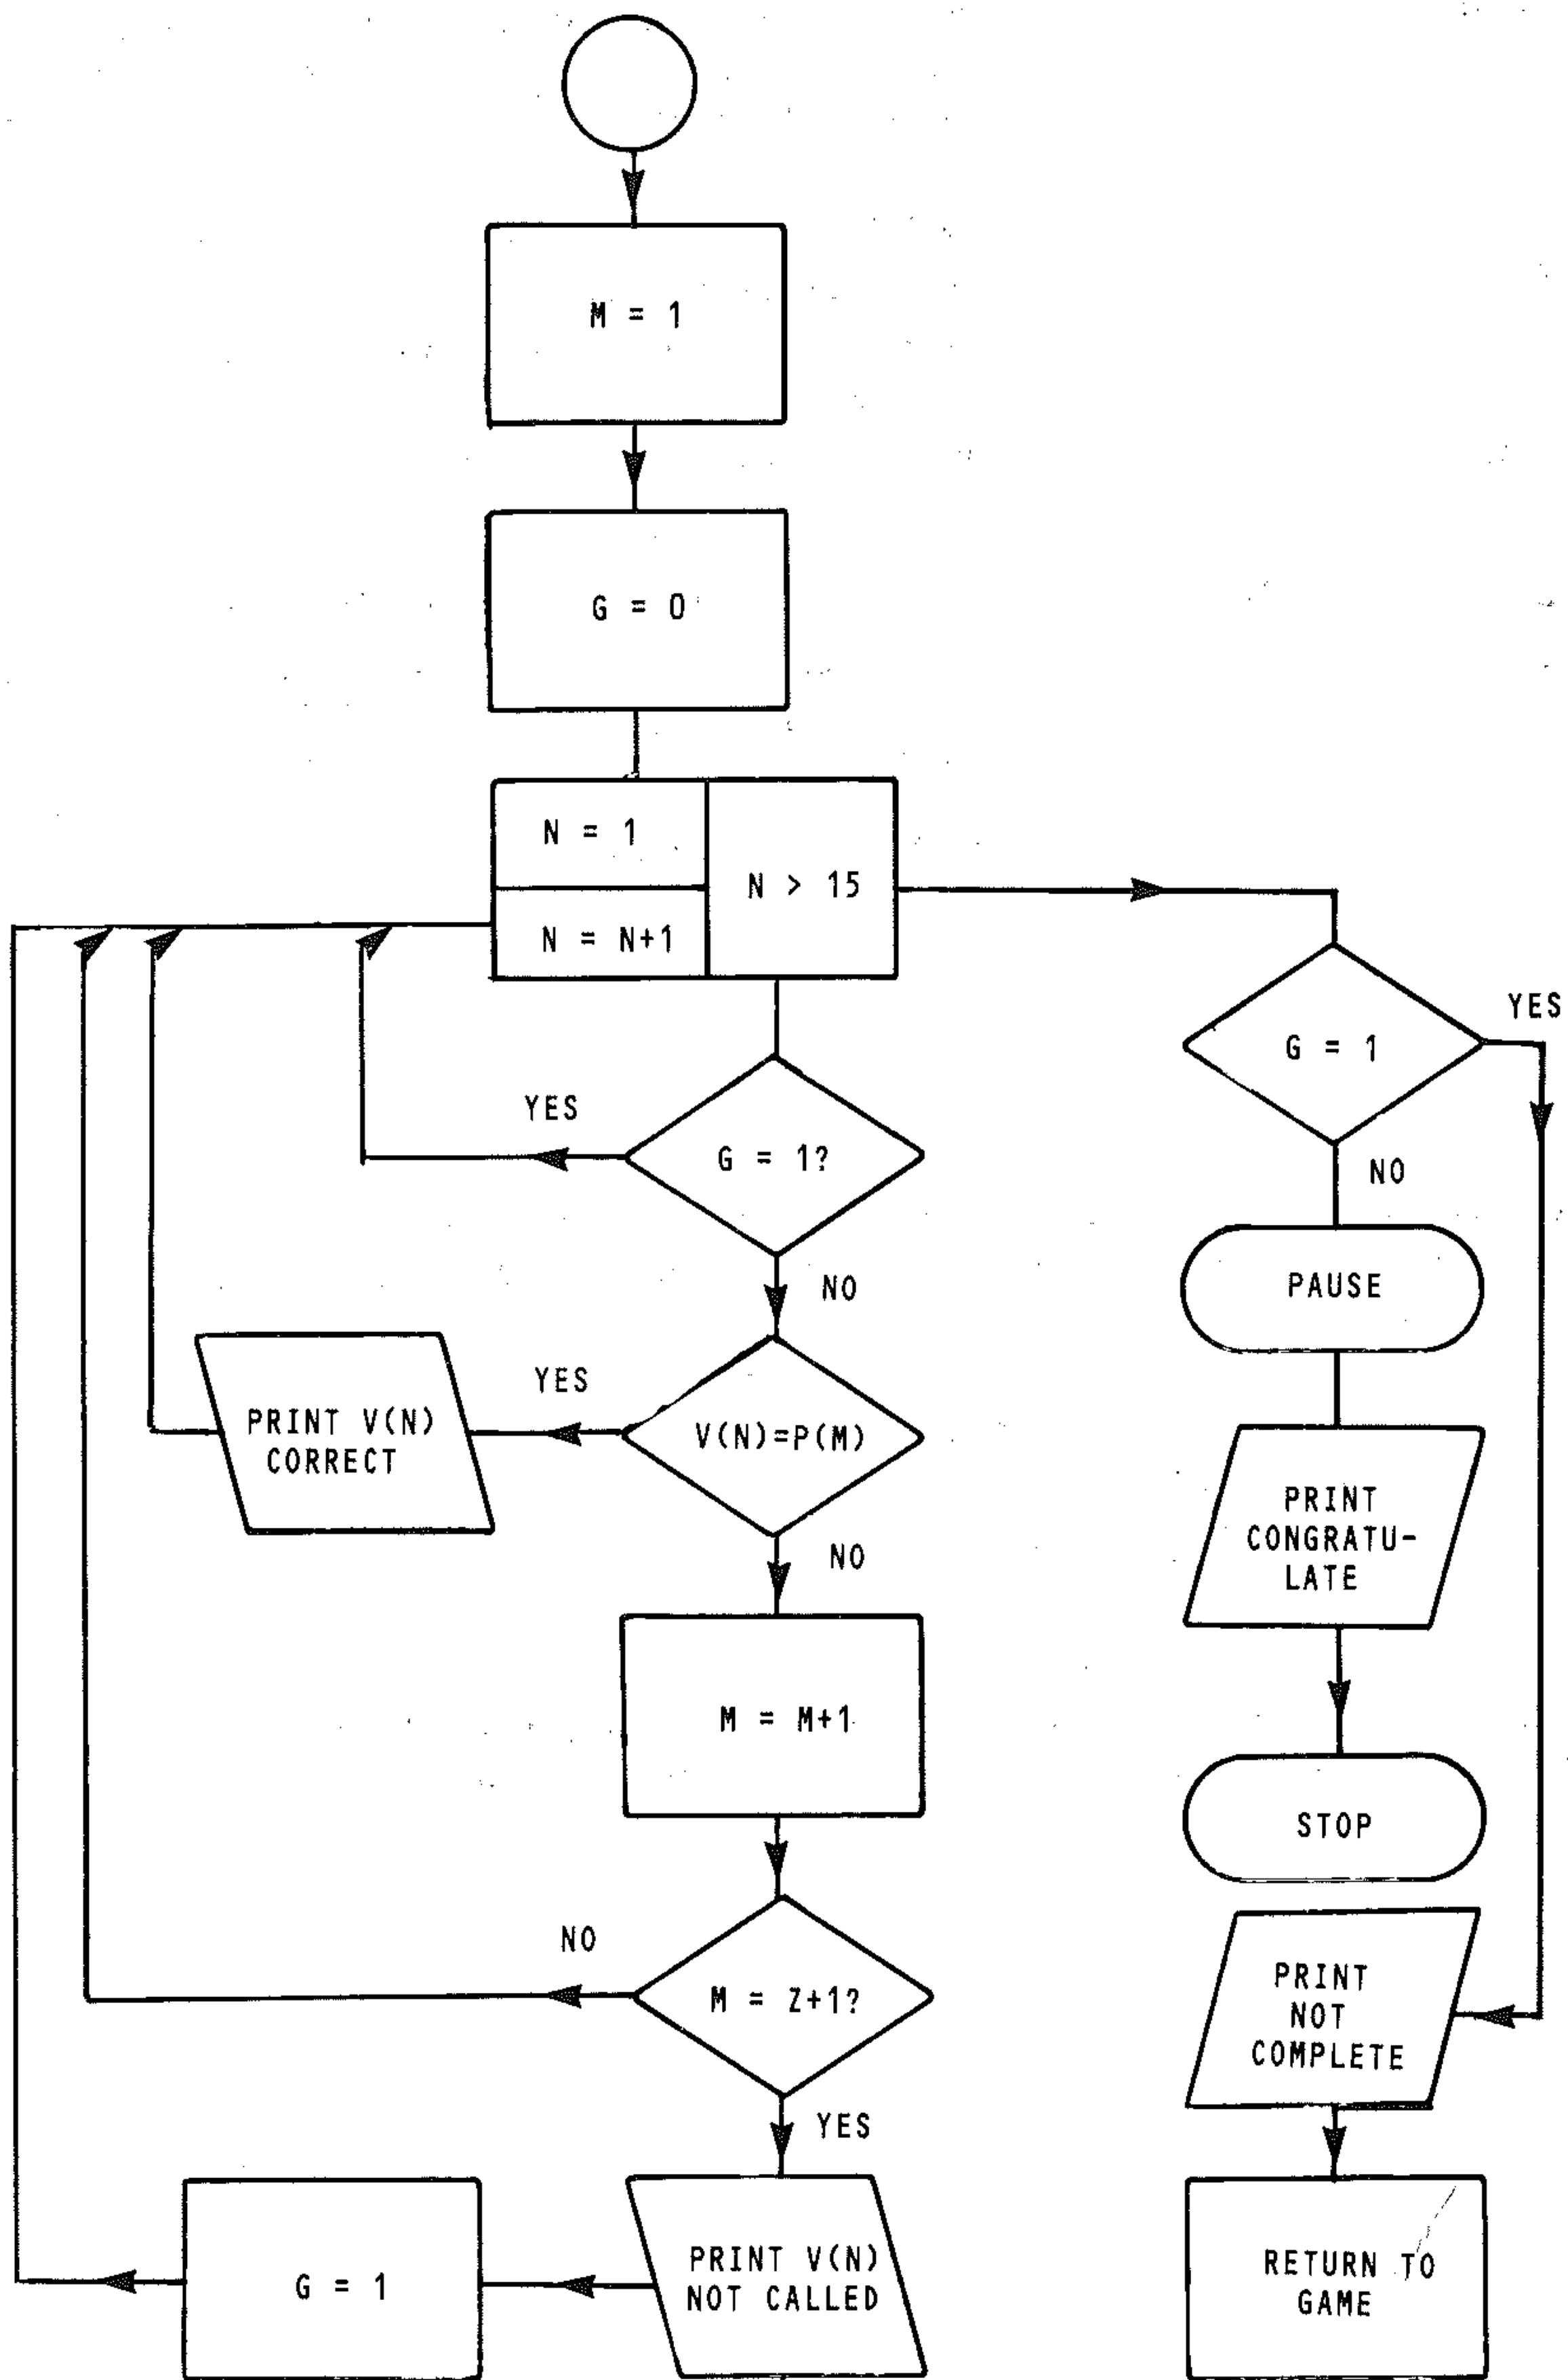 M = 1
G = 0
N = 1
N > 15
N = N+1
G = 1
YES
NO
G = 1?
YES
NO
PAUSE
V(N)=P(M)
YES
NO
PRINT V(N)
CORRECT
PRINT
CONGRATU-
LATE
M = M+1
STOP
M = Z+1?
NO
YES
PRINT
NOT
COMPLETE
PRINT V(N)
NOT CALLED
G = 1
RETURN TO
GAME